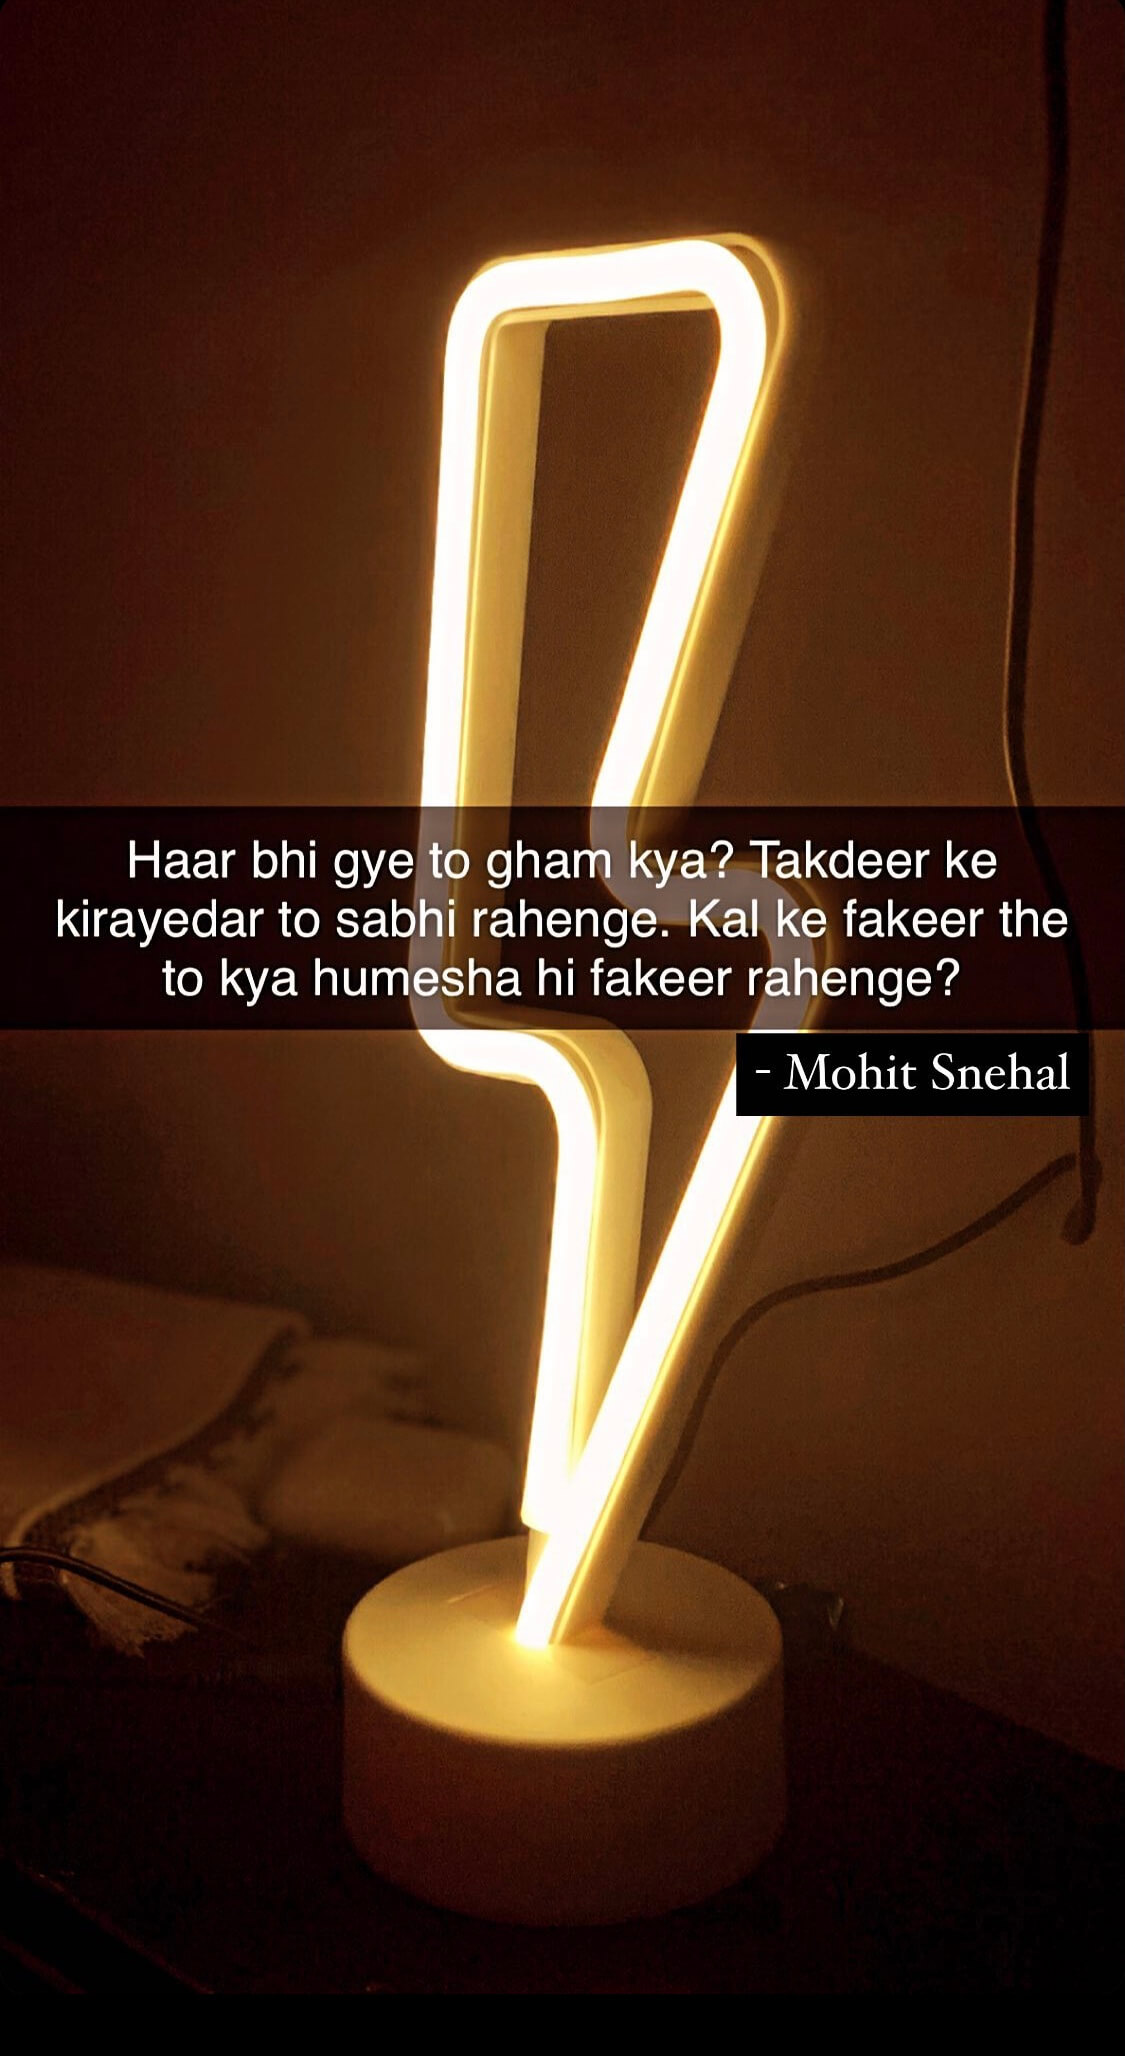 Haar bhi gye to gham kya? Takdeer ke
kirayedar to sabhi rahenge. Kal ke fakeer the
to kya humesha hi fakeer rahenge?
- Mohit Snehal